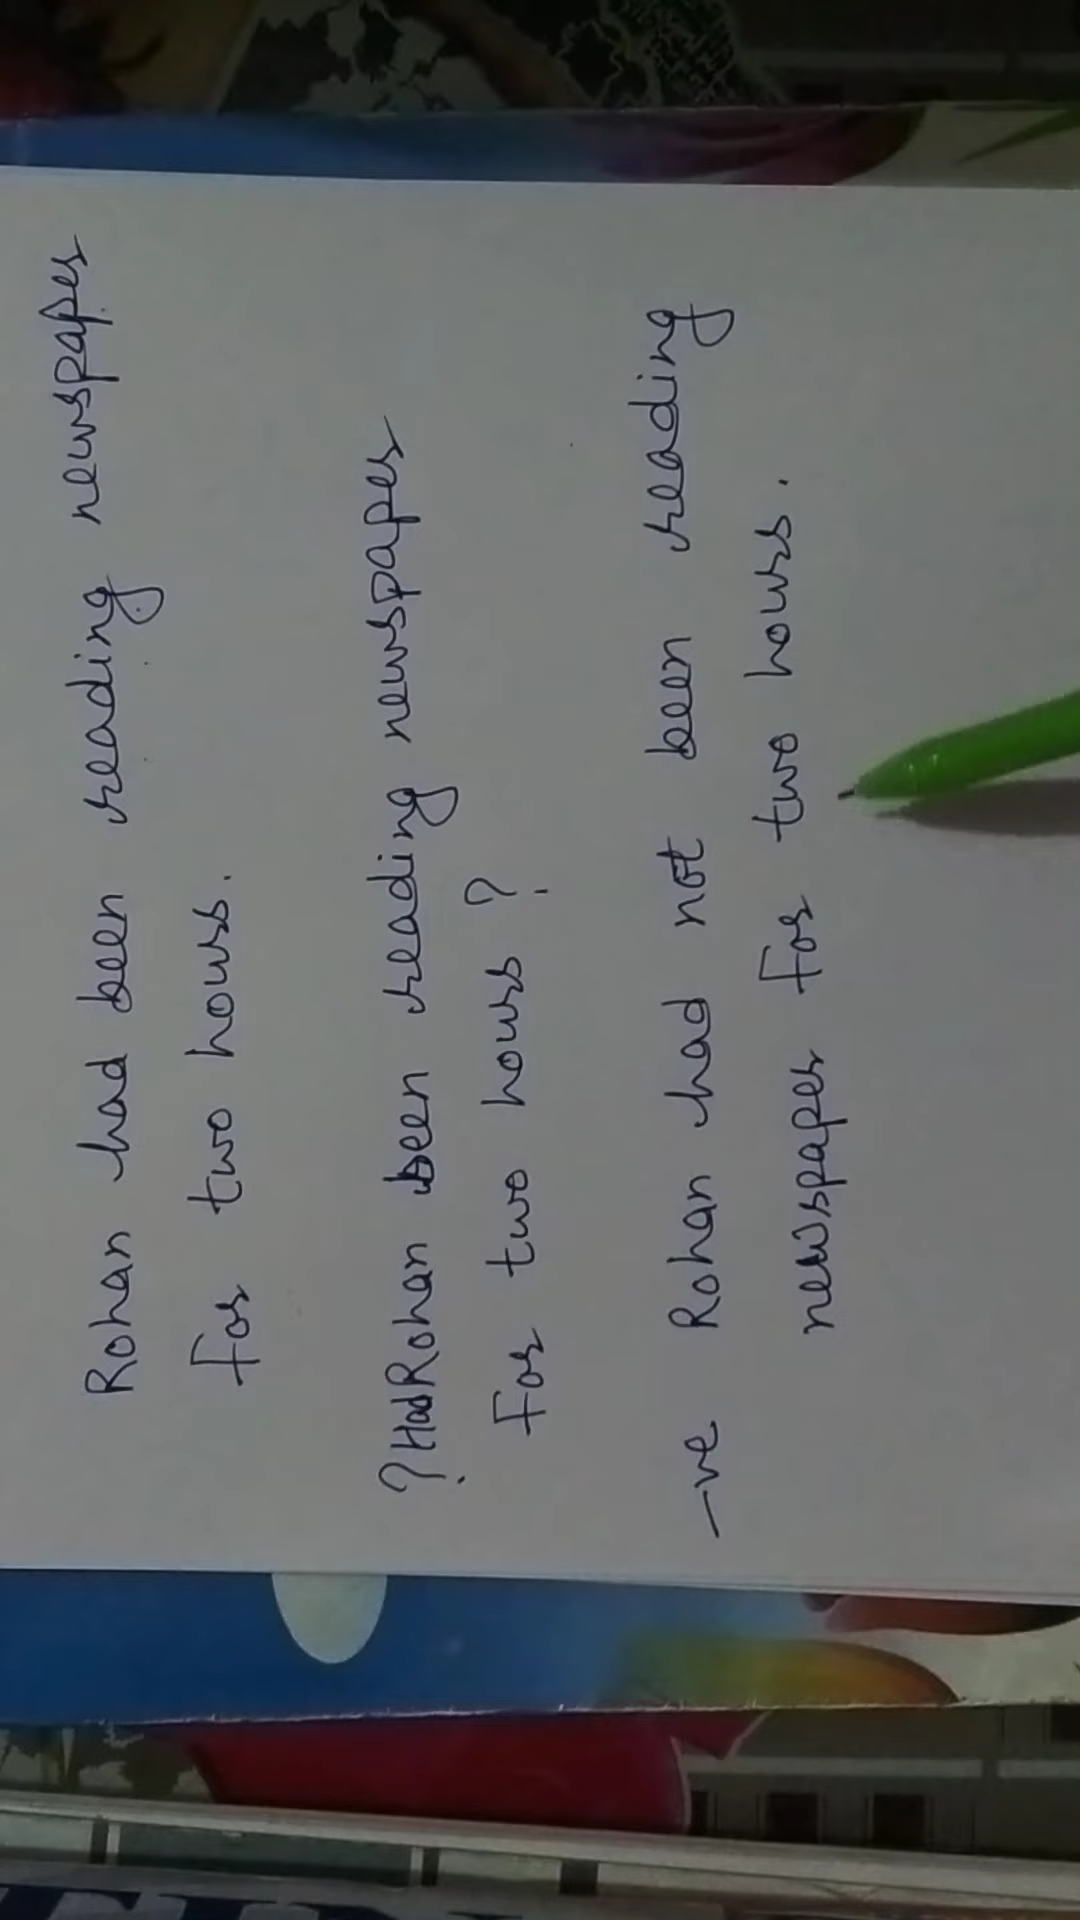 Rohan had been reading newspaper
for two hours.
? Had Rohan been reading newspaper
for two hours ?
-ve Rohan had not been reading
newspaper for two hours.